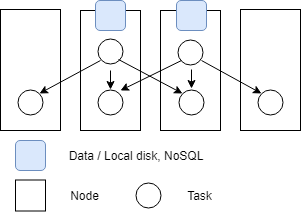 Data / Local disk, NoSQL
Node Task